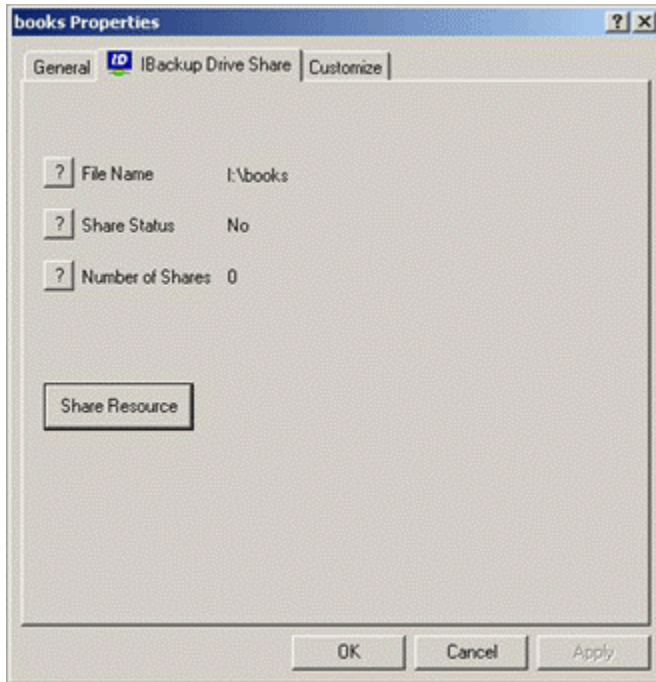 books Properties
? X
General ID IBackup Drive Share Customize
? File Name I:\books
? Share Status No
? Number of Shares 0
Share Resource
OK Cancel Apply